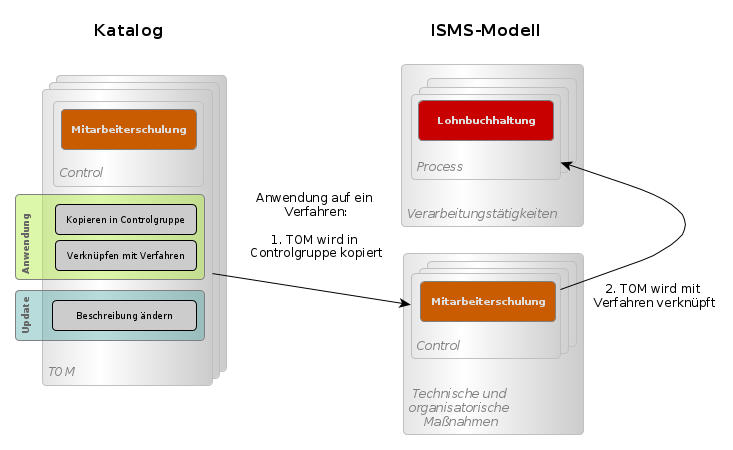 Katalog
Mitarbeiterschulung
Control
Anwendung
Kopieren in Controlgruppe
Verknüpfen mit Verfahren
Update
Beschreibung ändern
TOM
Anwendung auf ein
Verfahren:
1. TOM wird in
Controlgruppe kopiert
ISMS-Modell
Lohnbuchhaltung
Process
Verarbeitungstätigkeiten
Mitarbeiterschulung
Control
Technische und
organisatorische
Maßnahmen
2. TOM wird mit
Verfahren verknüpft